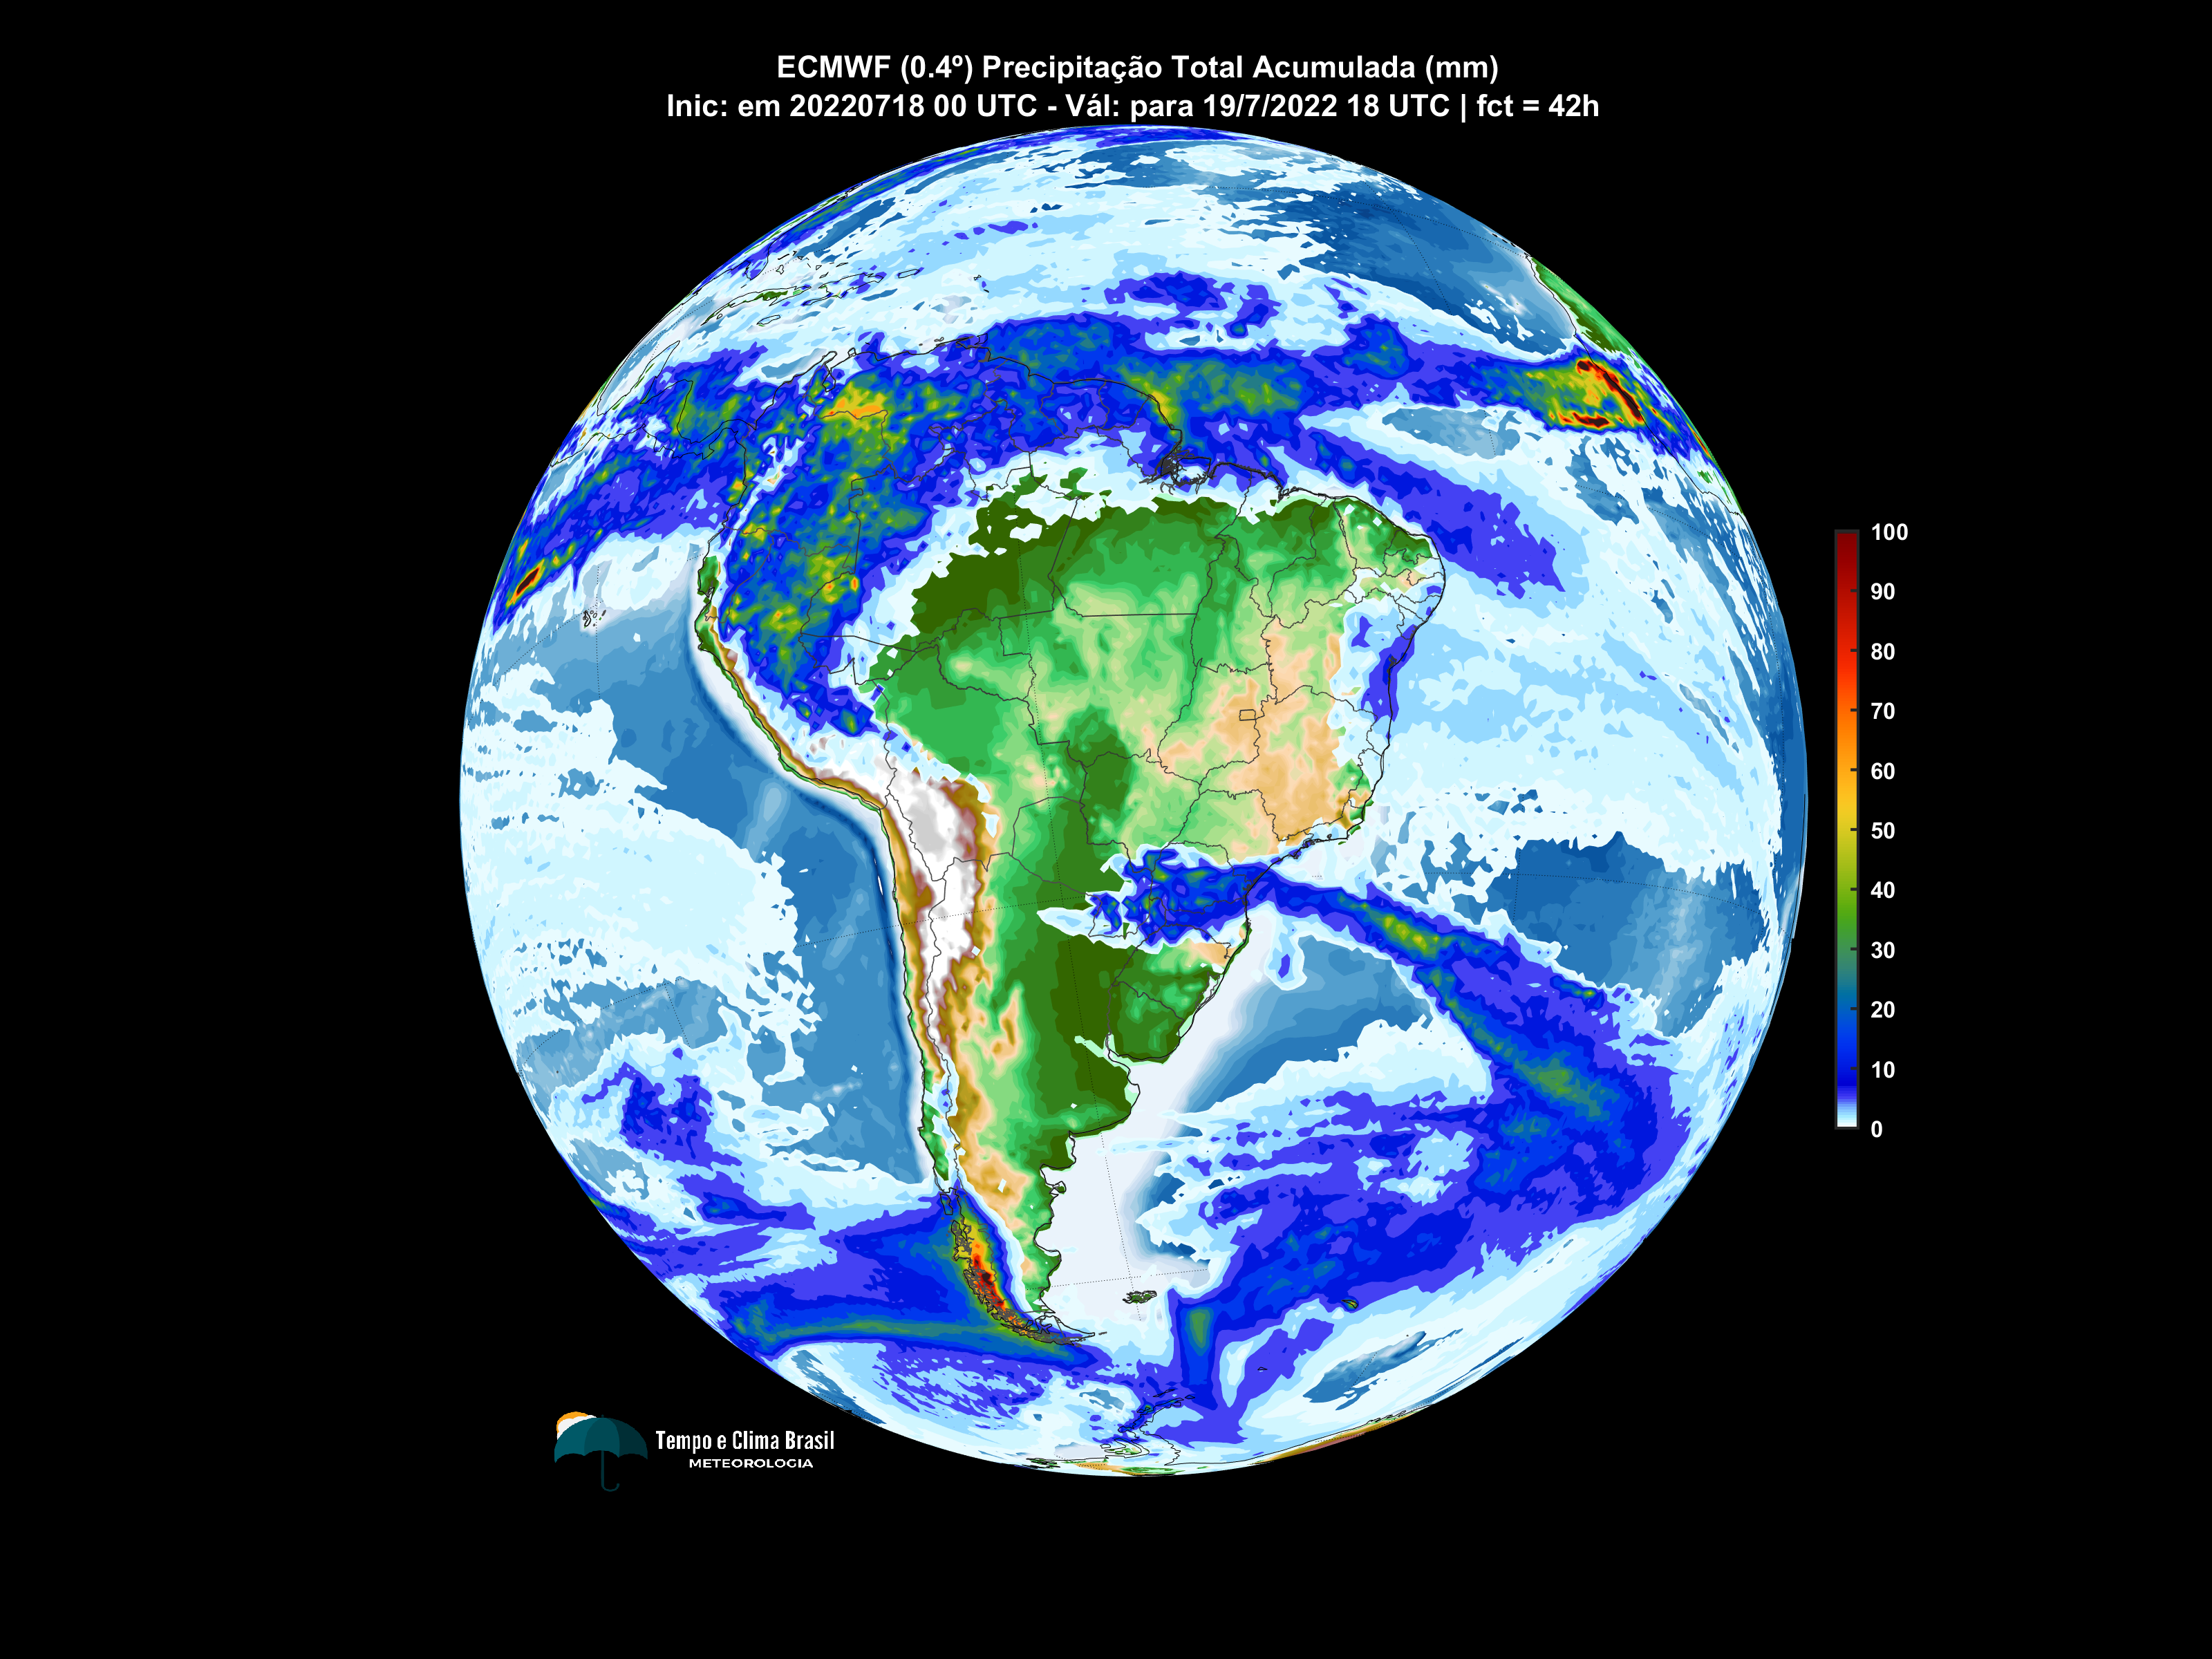 ECMWF (0.4º) Precipitação Total Acumulada (mm)
Inic: em 20220718 00 UTC - Vál: para 19/7/2022 18 UTC | fct = 42h
100
90
80
70
60
50
40
30
20
10
0
Tempo e Clima Brasil
METEOROLOGIA